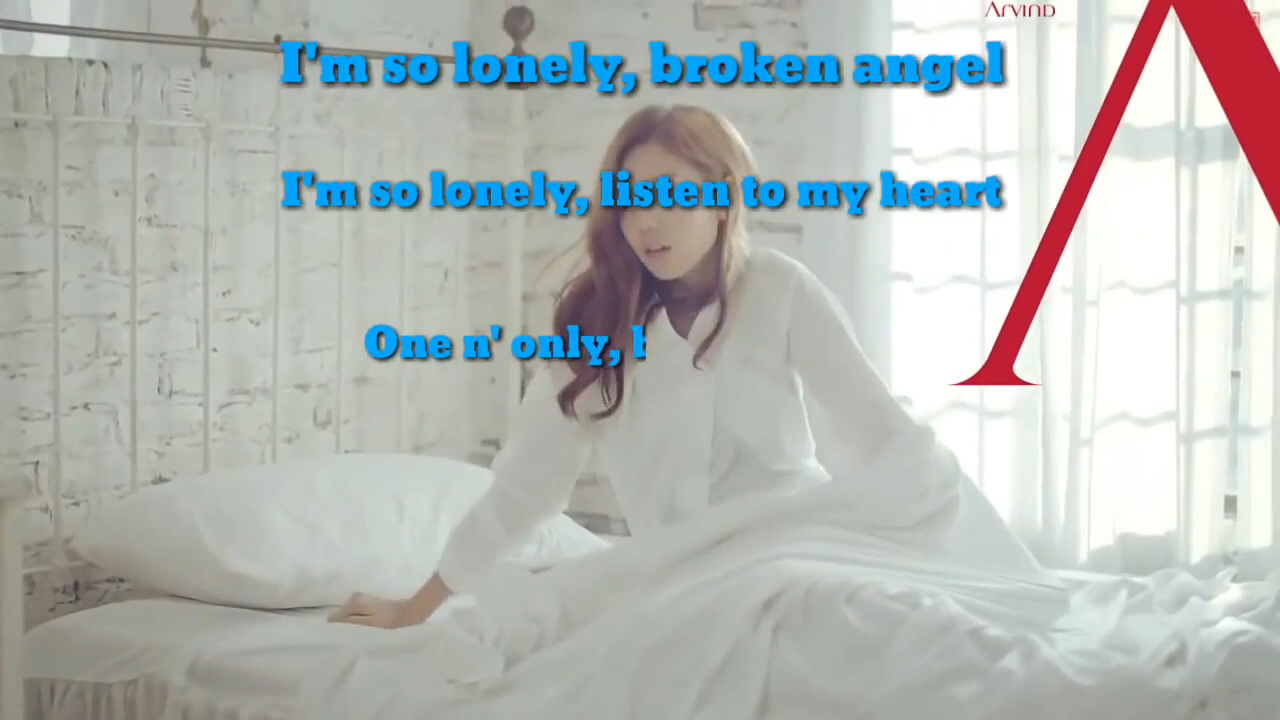 Arvind
I'm so lonely, broken angel
I'm so lonely, listen to my heart
One n' only, b